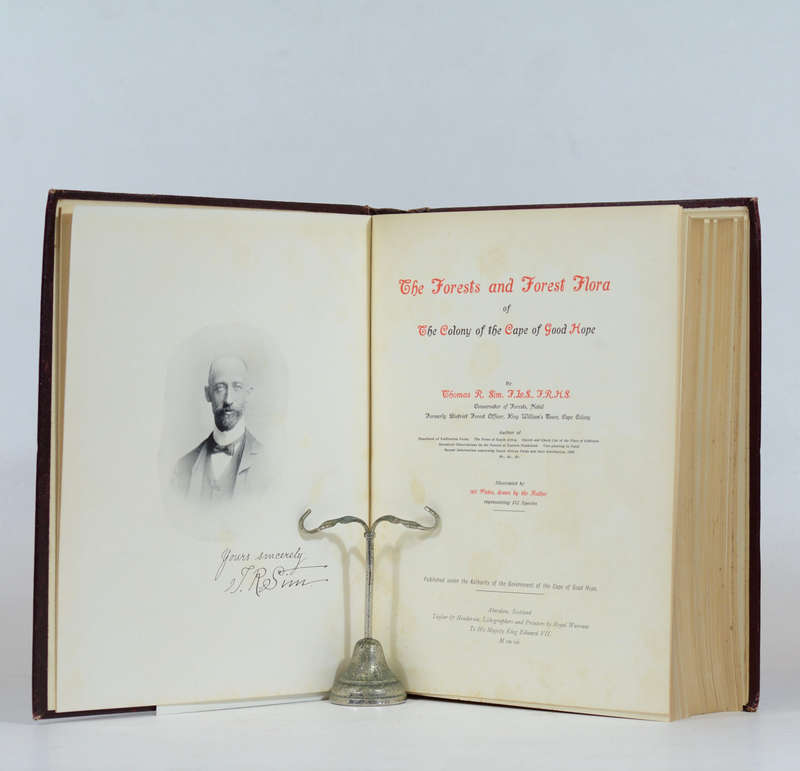 Yours sincerely
T.R.Sim
The Forests and Forest Flora
of
The Colony of the Cape of Good Hope
By
Thomas R. Sim, F.L.S., F.R.H.S.
Conservator of Forests, Natal
Formerly District Forest Officer, King William's Town, Cape Colony
Author of
Illustrated by
Plates, drawn by the Author
representing Species
Published under the Authority of the Government of the Cape of Good Hope.
Aberdeen, Scotland
Taylor & Henderson, Lithographers and Printers by Royal Warrant
To His Majesty King Edward VII.